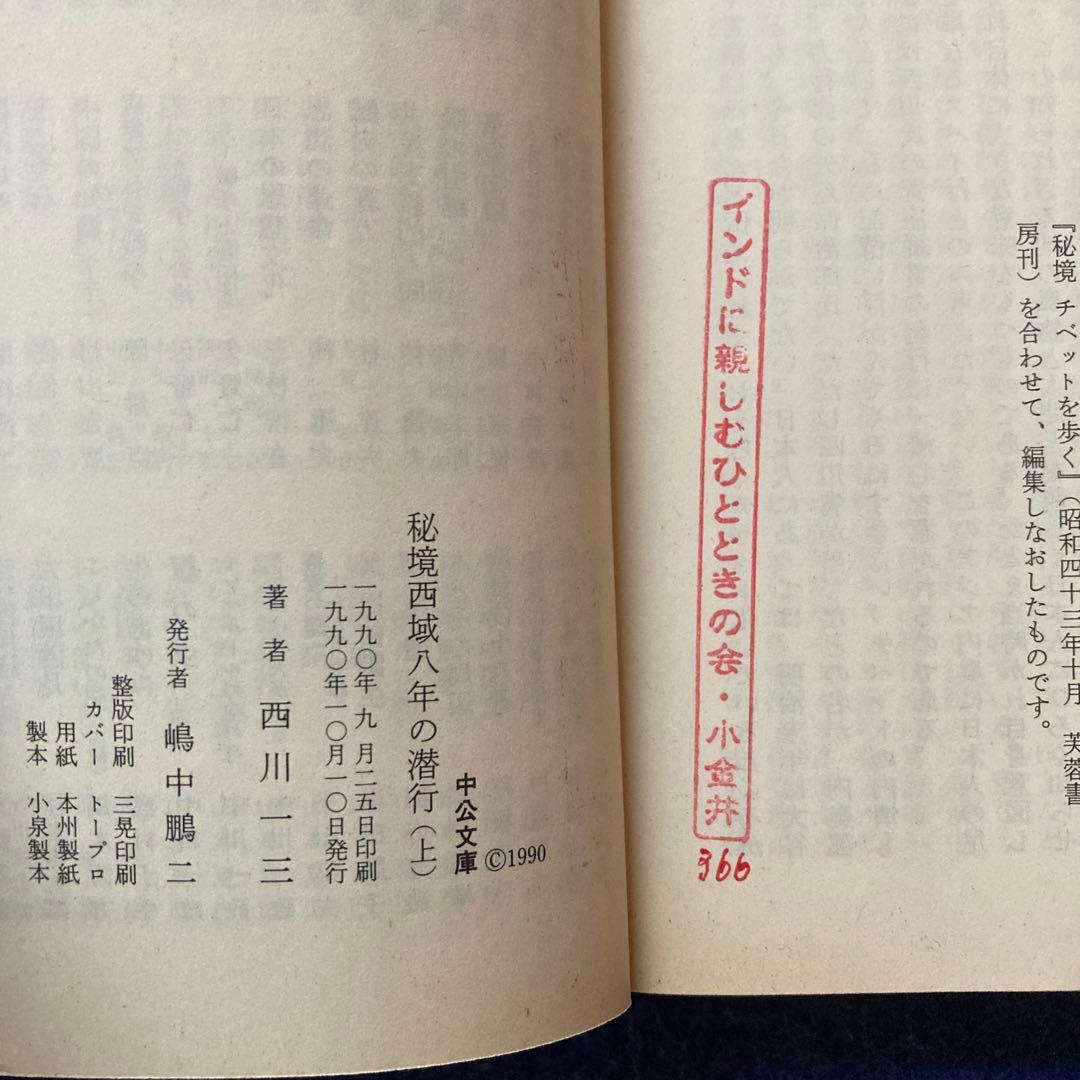 『秘境 チベットを歩く』(昭和四十三年十月 芙蓉書
房刊)を合わせて、編集しなおしたものです。
インドに親しむひとときの会・小金井
366
中公文庫
©1990
秘境西域八年の潜行(上)
一九九〇年九月二五日印刷
一九九〇年一〇月一〇日発行
著者 西川一三
発行者 嶋中鵬二
整版印刷 三晃印刷
カバー トープロ
用紙 本州製紙
製本 小泉製本